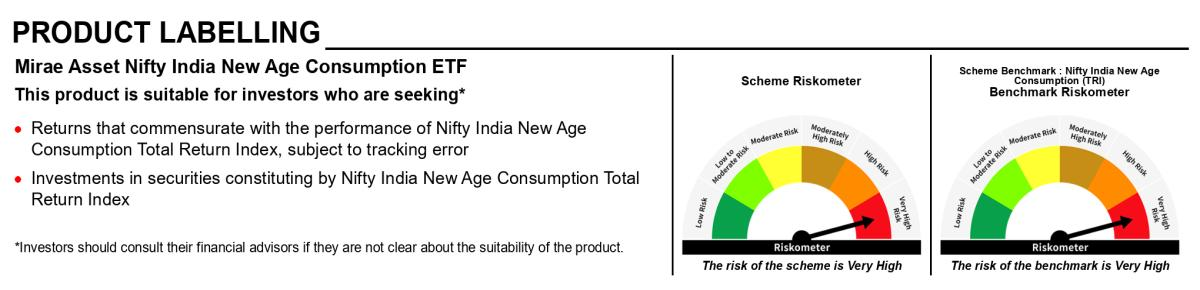 PRODUCT LABELLING
Mirae Asset Nifty India New Age Consumption ETF
This product is suitable for investors who are seeking*
Returns that commensurate with the performance of Nifty India New Age
Consumption Total Return Index, subject to tracking error
Investments in securities constituting by Nifty India New Age Consumption Total
Return Index
*Investors should consult their financial advisors if they are not clear about the suitability of the product.
Scheme Riskometer
Low Risk
Low to
Moderate Risk
Moderate Risk
Moderately
High Risk
High Risk
Very High
Risk
Riskometer
The risk of the scheme is Very High
Scheme Benchmark : Nifty India New Age
Consumption (TRI)
Benchmark Riskometer
Low Risk
Low to
Moderate Risk
Moderate Risk
Moderately
High Risk
High Risk
Very High
Risk
Riskometer
The risk of the benchmark is Very High